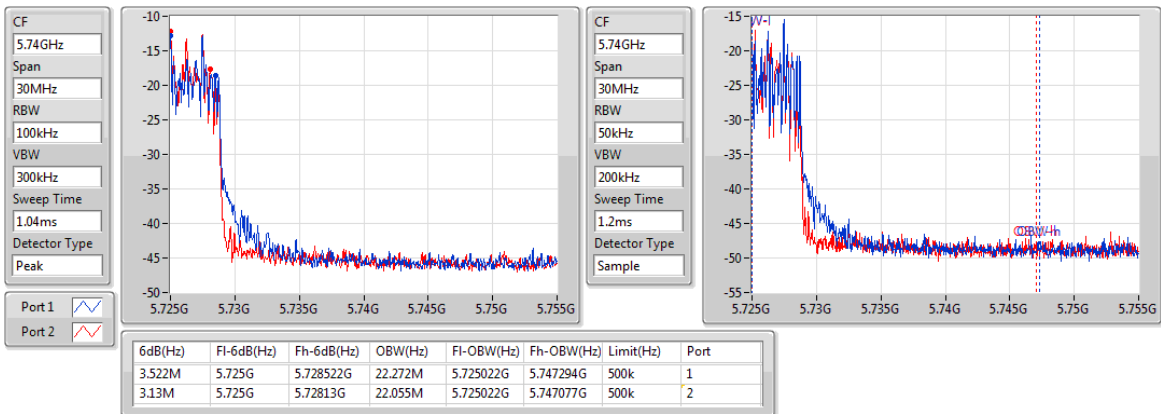 CF
5.74GHz
Span
30MHz
RBW
100kHz
VBW
300kHz
Sweep Time
1.04ms
Detector Type
Peak
Port 1
Port 2
-10
-15
-20
-25
-30
-35
-40
-45
-50
5.725G 5.73G 5.735G 5.74G 5.745G 5.75G 5.755G
CF
5.74GHz
Span
30MHz
RBW
50kHz
VBW
200kHz
Sweep Time
1.2ms
Detector Type
Sample
-15
-20
-25
-30
-35
-40
-45
-50
-55
5.725G 5.73G 5.735G 5.74G 5.745G 5.75G 5.755G
6dB(Hz) Fl-6dB(Hz) Fh-6dB(Hz) OBW(Hz) Fl-OBW(Hz) Fh-OBW(Hz) Limit(Hz) Port
3.522M 5.725G 5.728522G 22.272M 5.725022G 5.747294G 500k 1
3.13M 5.725G 5.72813G 22.055M 5.725022G 5.747077G 500k 2